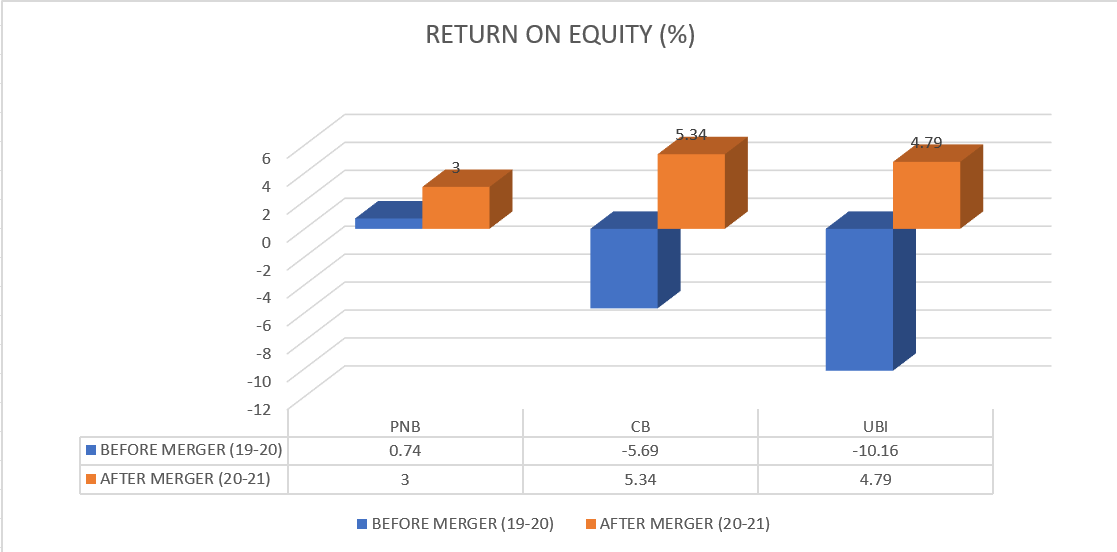 RETURN ON EQUITY (%)
5.34
4.79
3
6
4
2
0
-2
-4
-6
-8
-10
-12
PNB CB UBI
BEFORE MERGER (19-20) 0.74 -5.69 -10.16
AFTER MERGER (20-21) 3 5.34 4.79
BEFORE MERGER (19-20) AFTER MERGER (20-21)